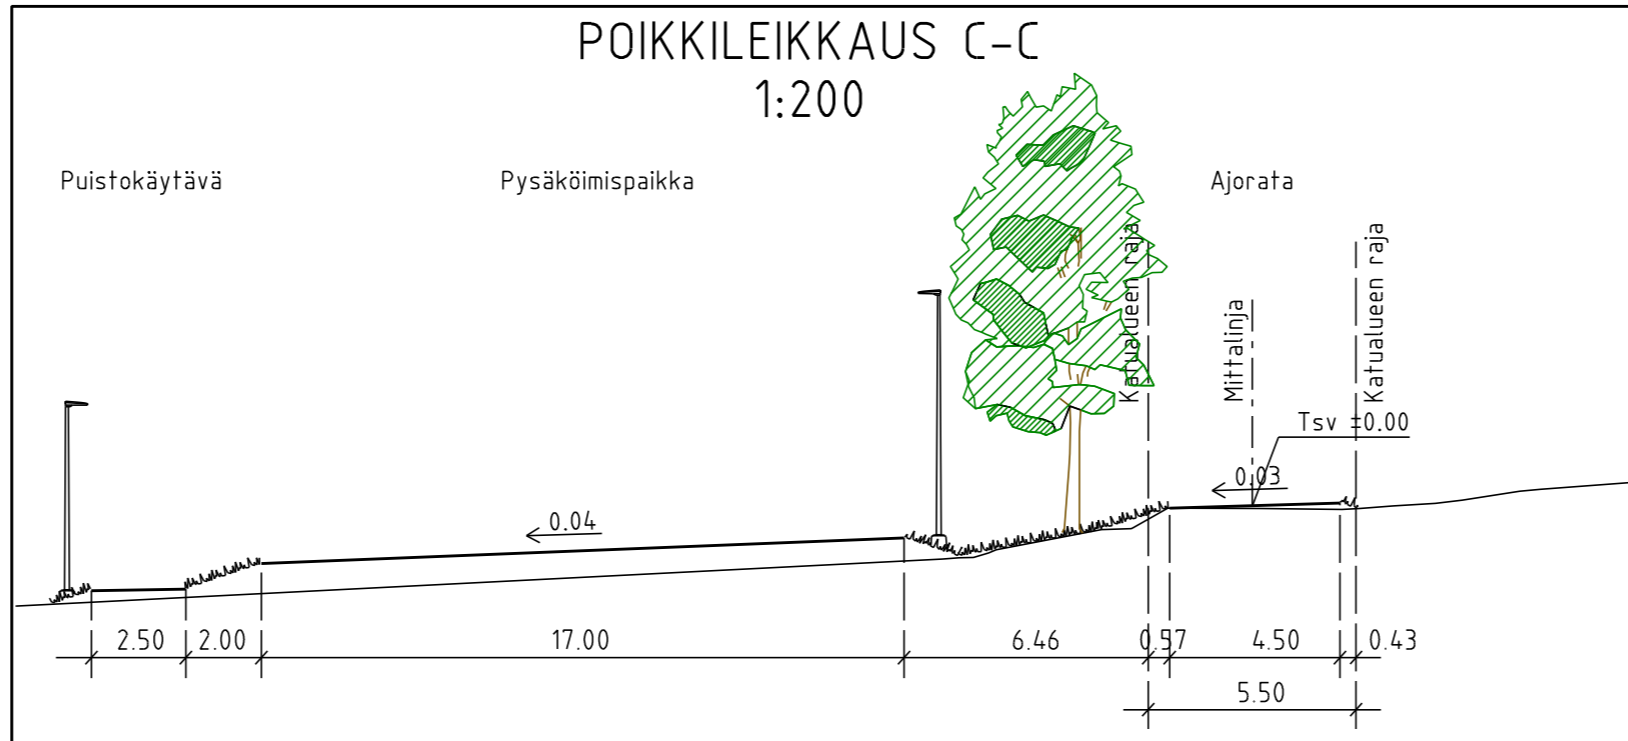 POIKKILEIKKAUS C-C
1:200
Puistokäytävä
Pysäköimispaikka
Ajorata
Katualueen raja
Mittalinja
Katualueen raja
Tsv ±0.00
0.03
0.04
2.50
2.00
17.00
6.46
0.57
4.50
0.43
5.50